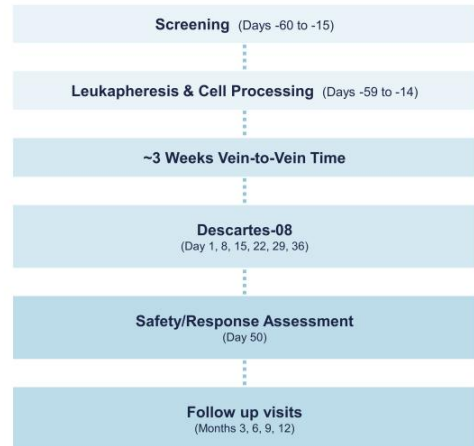 Screening (Days -60 to -15)
Leukapheresis & Cell Processing (Days -59 to -14)
~3 Weeks Vein-to-Vein Time
Descartes-08
(Day 1, 8, 15, 22, 29, 36)
Safety/Response Assessment
(Day 50)
Follow up visits
(Months 3, 6, 9, 12)